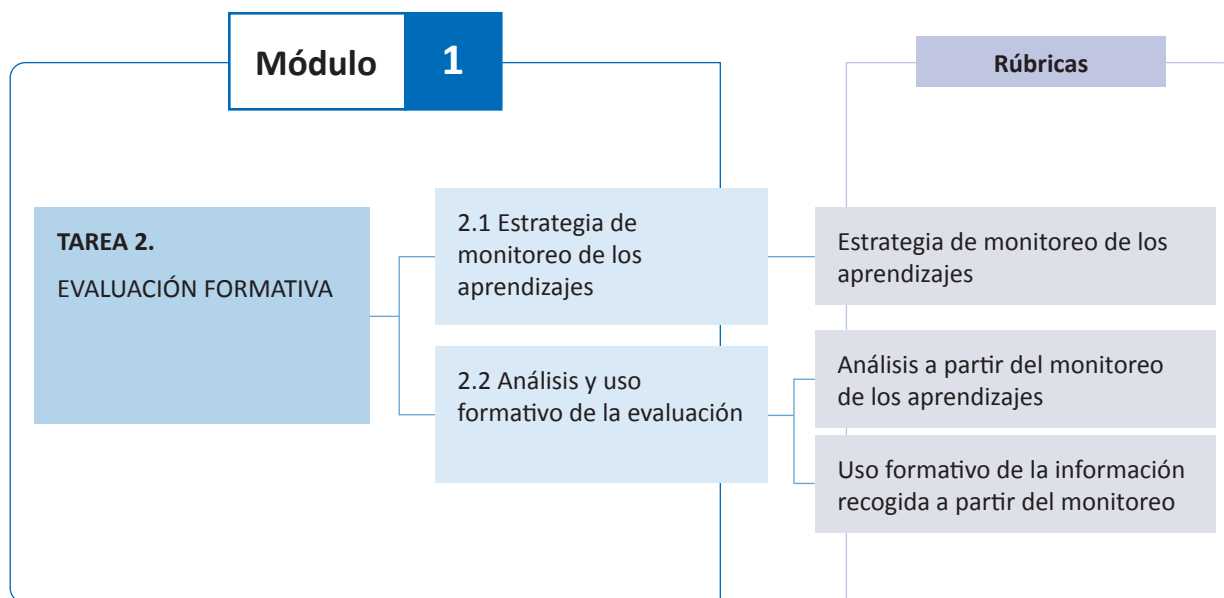 Módulo 1
Rúbricas
TAREA 2.
EVALUACIÓN FORMATIVA
2.1 Estrategia de
monitoreo de los
aprendizajes
2.2 Análisis y uso
formativo de la evaluación
Estrategia de monitoreo de los
aprendizajes
Análisis a partir del monitoreo
de los aprendizajes
Uso formativo de la información
recogida a partir del monitoreo